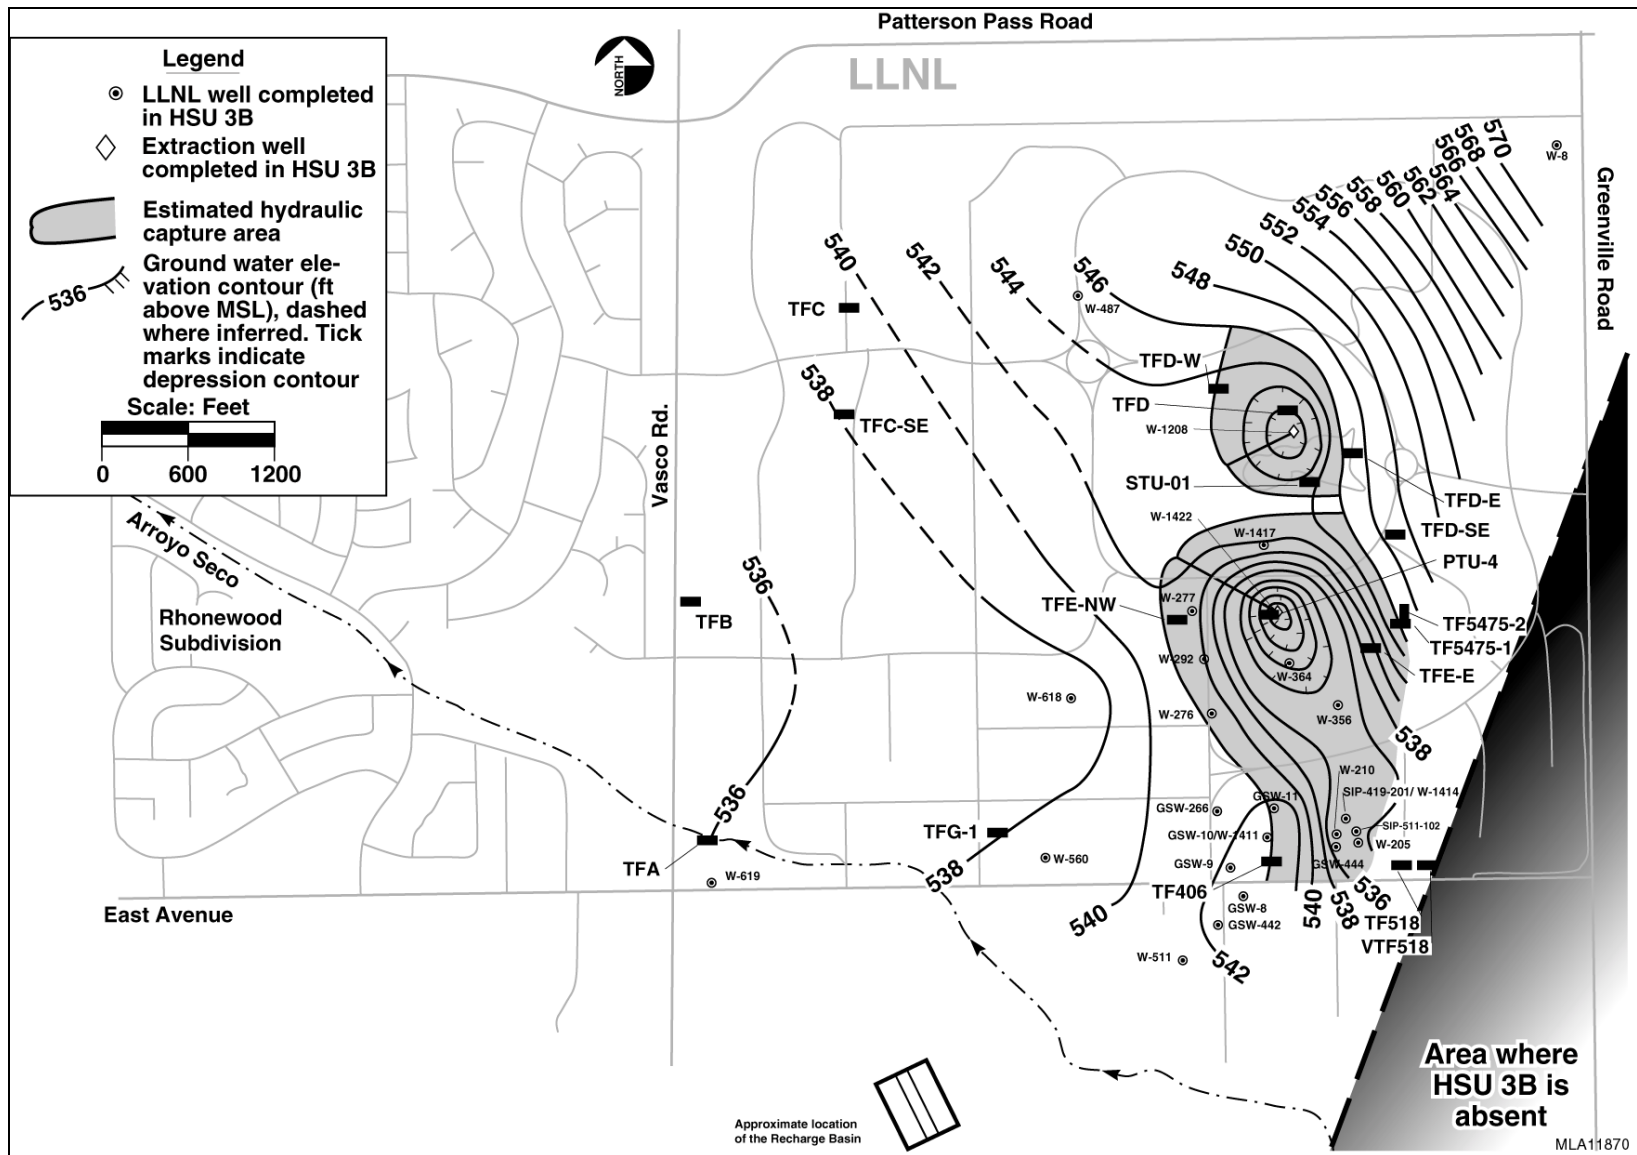 Patterson Pass Road
Legend
LLNL well completed
in HSU 3B
Extraction well
completed in HSU 3B
Estimated hydraulic
capture area
Ground water ele-
vation contour (ft
above MSL), dashed
where inferred. Tick
marks indicate
depression contour
536
Scale: Feet
0 600 1200
NORTH
LLNL
570
568
566
564
562
560
558
556
554
552
550
548
546
544
542
540
538
W-8
Greenville Road
W-487
TFC
TFC-SE
Vasco Rd.
TFD-W
TFD
W-1208
STU-01
W-1422
W-1417
TFD-E
TFD-SE
PTU-4
Arroyo Seco
Rhonewood
Subdivision
536
TFB
TFE-NW
W-277
TF5475-2
TF5475-1
TFE-E
W-292
W-364
W-618
W-276
W-356
538
W-210
SIP-419-201/ W-1414
GSW-11
GSW-266
SIP-511-102
GSW-10/W-1411
W-205
GSW-9
GSW-444
536
TFG-1
TFA
W-619
W-560
538
TF406
540
538
536
TF518
VTF518
GSW-8
GSW-442
540
W-511
542
East Avenue
Area where
HSU 3B is
absent
Approximate location
of the Recharge Basin
MLA11870